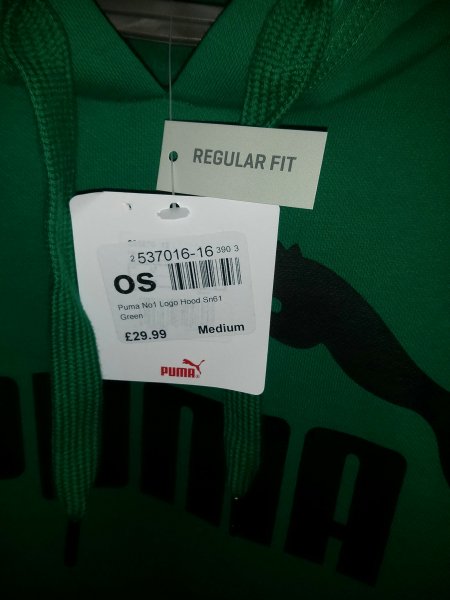 REGULAR FIT
2 537016-16 390 3
OS
Puma No1 Logo Hood Sn61
Green
£29.99 Medium
PUMA
PUMA